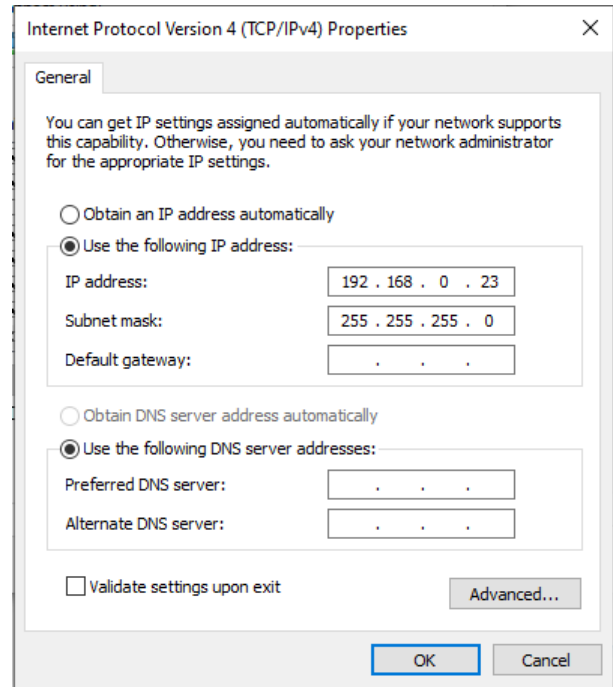 Internet Protocol Version 4 (TCP/IPv4) Properties
General
You can get IP settings assigned automatically if your network supports
this capability. Otherwise, you need to ask your network administrator
for the appropriate IP settings.
Obtain an IP address automatically
Use the following IP address:
IP address: 192 . 168 . 0 . 23
Subnet mask: 255 . 255 . 255 . 0
Default gateway: . . .
Obtain DNS server address automatically
Use the following DNS server addresses:
Preferred DNS server: . . .
Alternate DNS server: . . .
Validate settings upon exit
Advanced...
OK Cancel